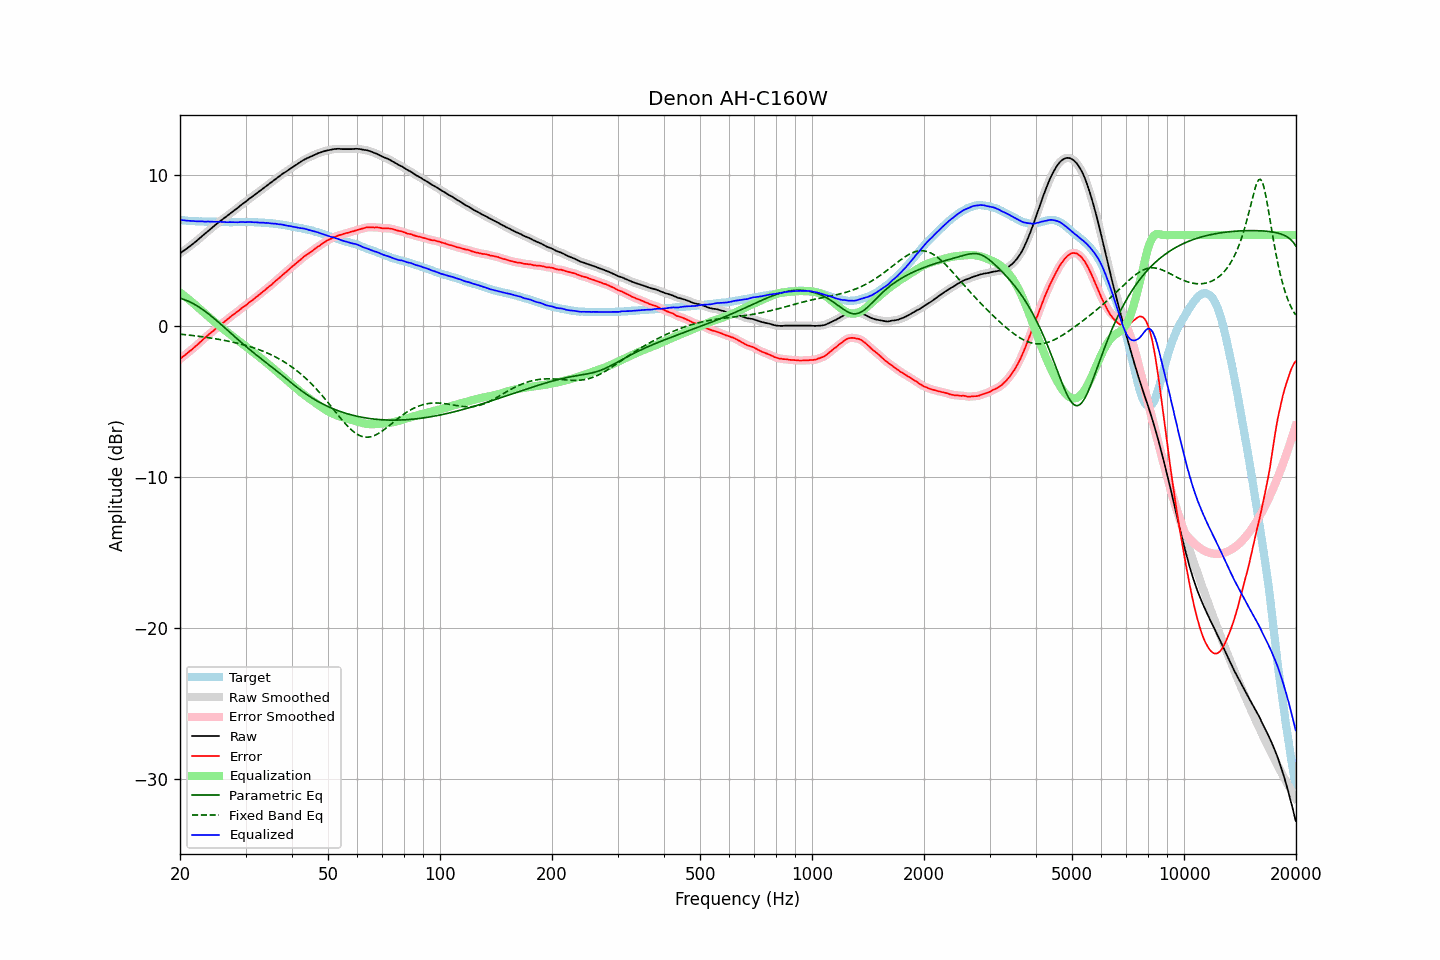 Denon AH-C160W
Amplitude (dBr)
10
0
−10
−20
−30
Target
Raw Smoothed
Error Smoothed
Raw
Error
Equalization
Parametric Eq
Fixed Band Eq
Equalized
20 50 100 200 500 1000 2000 5000 10000 20000
Frequency (Hz)